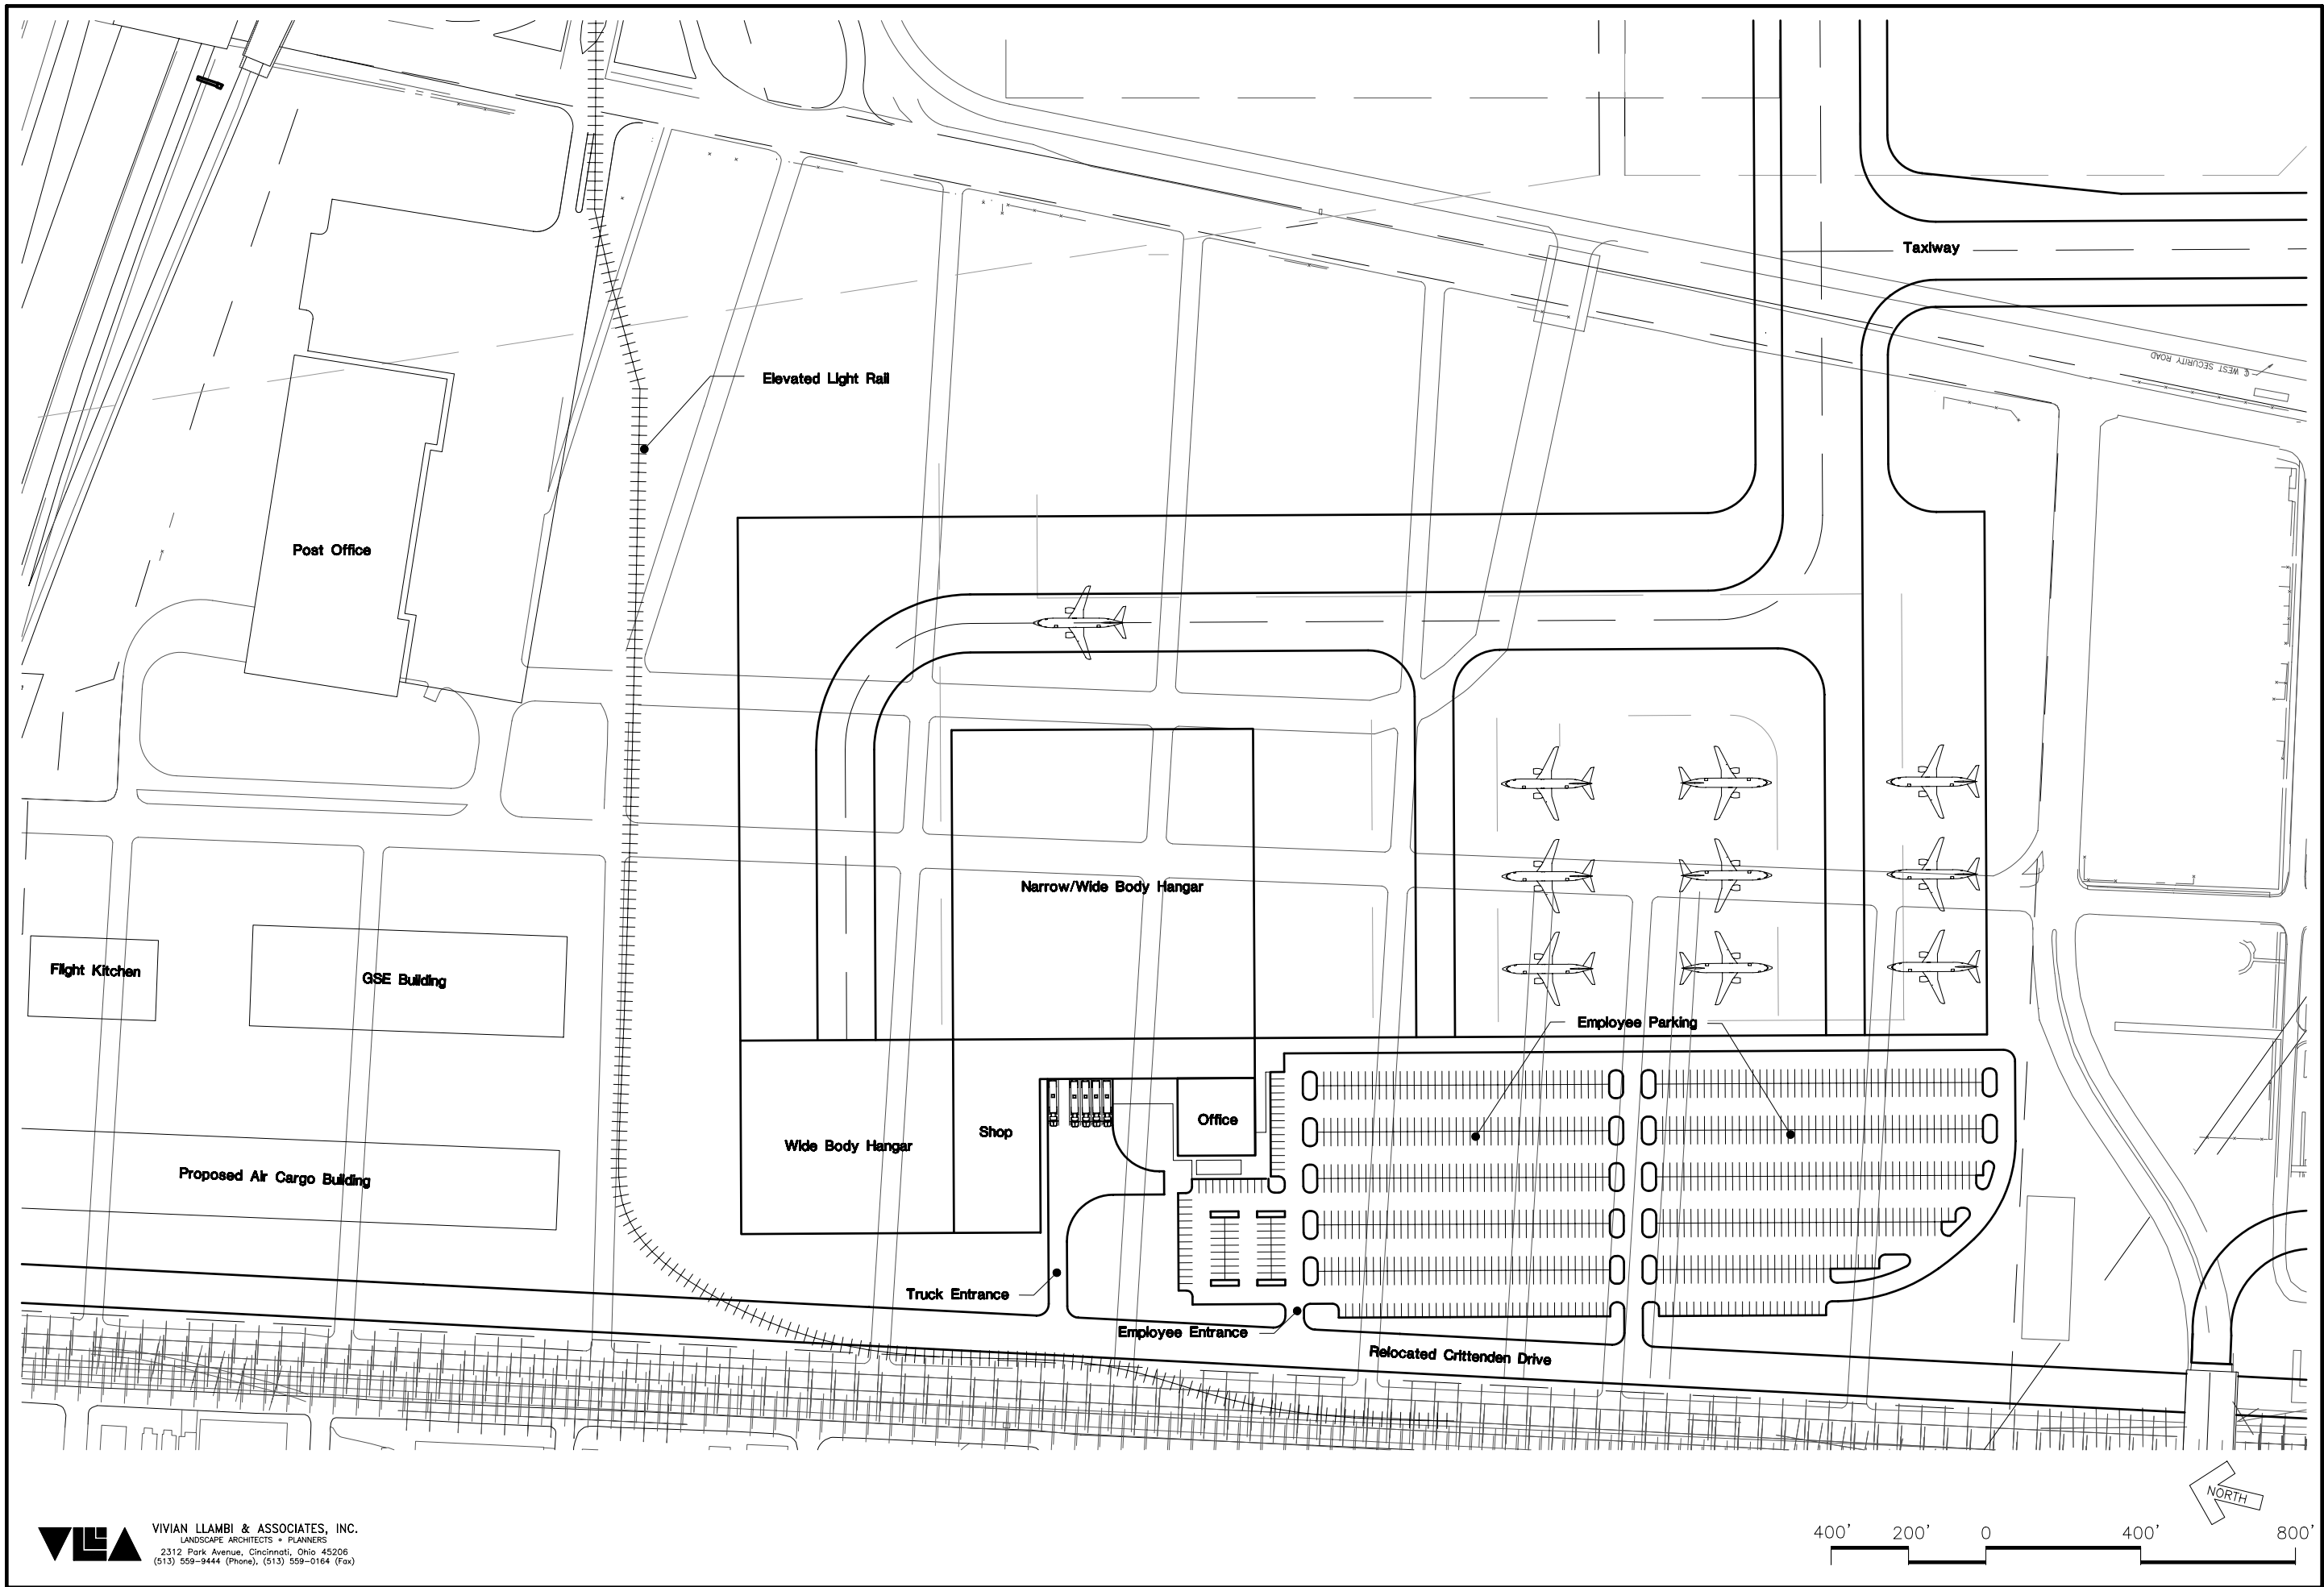 Taxiway
℄ WEST SECURITY ROAD
Elevated Light Rail
Post Office
Narrow/Wide Body Hangar
Flight Kitchen
GSE Building
Employee Parking
Office
Shop
Wide Body Hangar
Proposed Air Cargo Building
Truck Entrance
Employee Entrance
Relocated Crittenden Drive
NORTH
400' 200' 0 400' 800'
VLLA
VIVIAN LLAMBI & ASSOCIATES, INC.
LANDSCAPE ARCHITECTS • PLANNERS
2312 Park Avenue, Cincinnati, Ohio 45206
(513) 559-9444 (Phone), (513) 559-0164 (Fax)